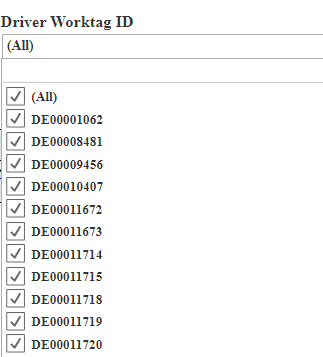 Driver Worktag ID
(All)
(All)
DE00001062
DE00008481
DE00009456
DE00010407
DE00011672
DE00011673
DE00011714
DE00011715
DE00011718
DE00011719
DE00011720